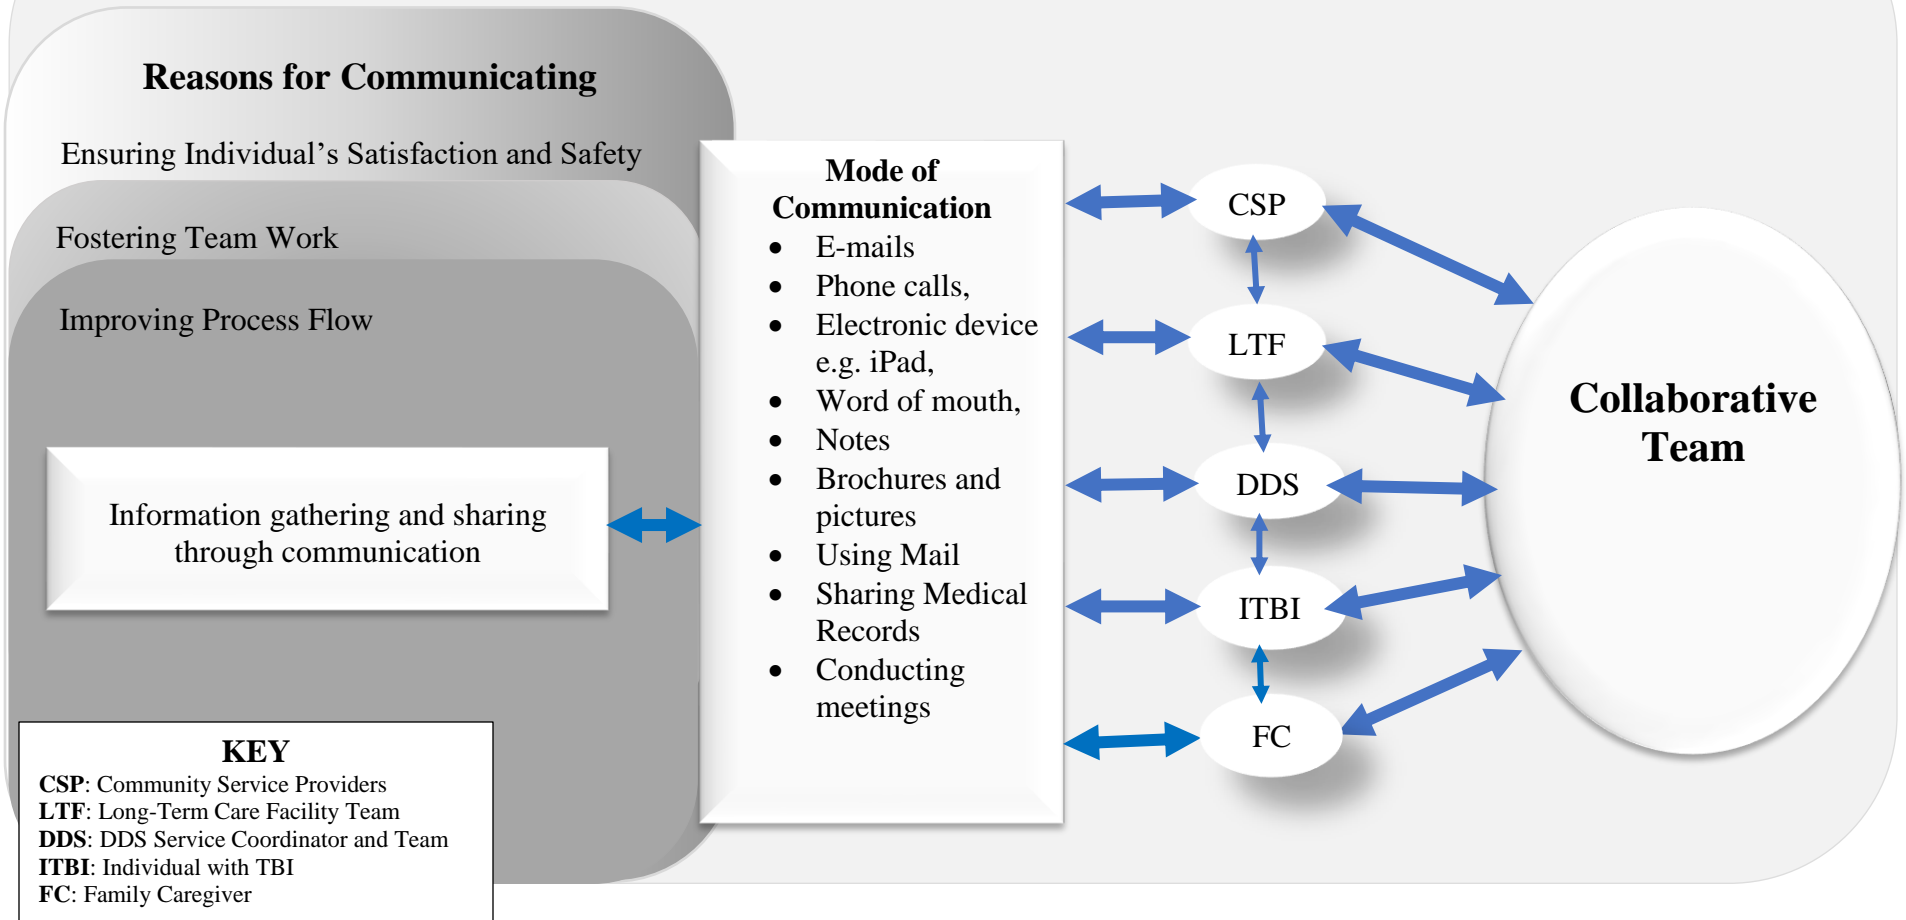 Reasons for Communicating
Ensuring Individual’s Satisfaction and Safety
Fostering Team Work
Improving Process Flow
Information gathering and sharing
through communication
Mode of
Communication
• E-mails
• Phone calls,
• Electronic device
e.g. iPad,
• Word of mouth,
• Notes
• Brochures and
pictures
• Using Mail
• Sharing Medical
Records
• Conducting
meetings
CSP
LTF
DDS
ITBI
FC
Collaborative
Team
KEY
CSP: Community Service Providers
LTF: Long-Term Care Facility Team
DDS: DDS Service Coordinator and Team
ITBI: Individual with TBI
FC: Family Caregiver